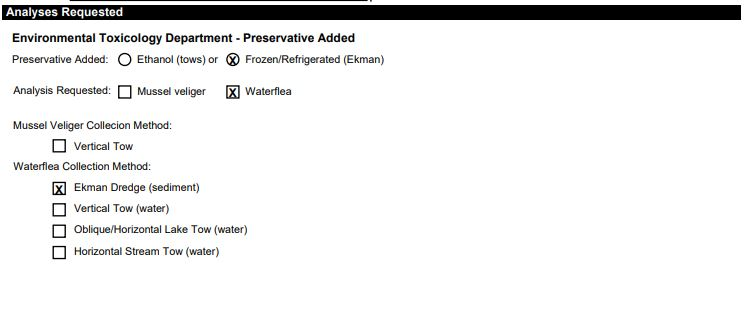 Analyses Requested
Environmental Toxicology Department - Preservative Added
Preservative Added: Ethanol (tows) or X Frozen/Refrigerated (Ekman)
Analysis Requested: Mussel veliger X Waterflea
Mussel Veliger Collecion Method:
Vertical Tow
Waterflea Collection Method:
X Ekman Dredge (sediment)
Vertical Tow (water)
Oblique/Horizontal Lake Tow (water)
Horizontal Stream Tow (water)